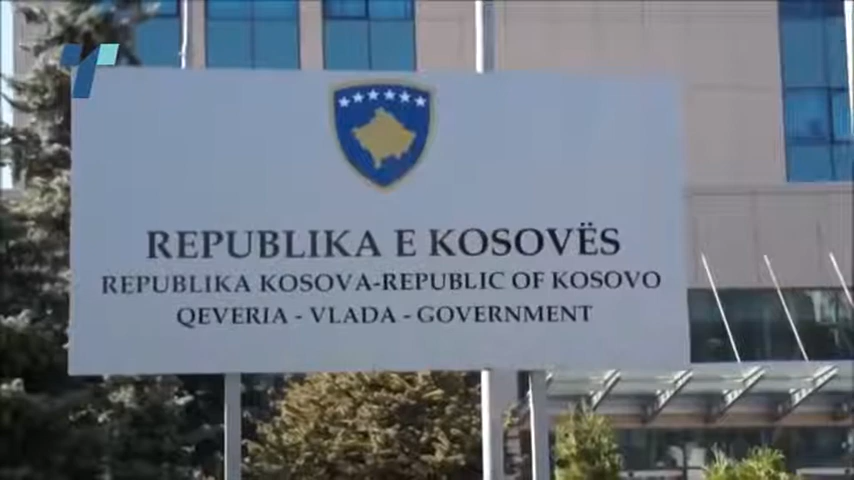 REPUBLIKA E KOSOVËS
REPUBLIKA KOSOVA-REPUBLIC OF KOSOVO
QEVERIA - VLADA - GOVERNMENT